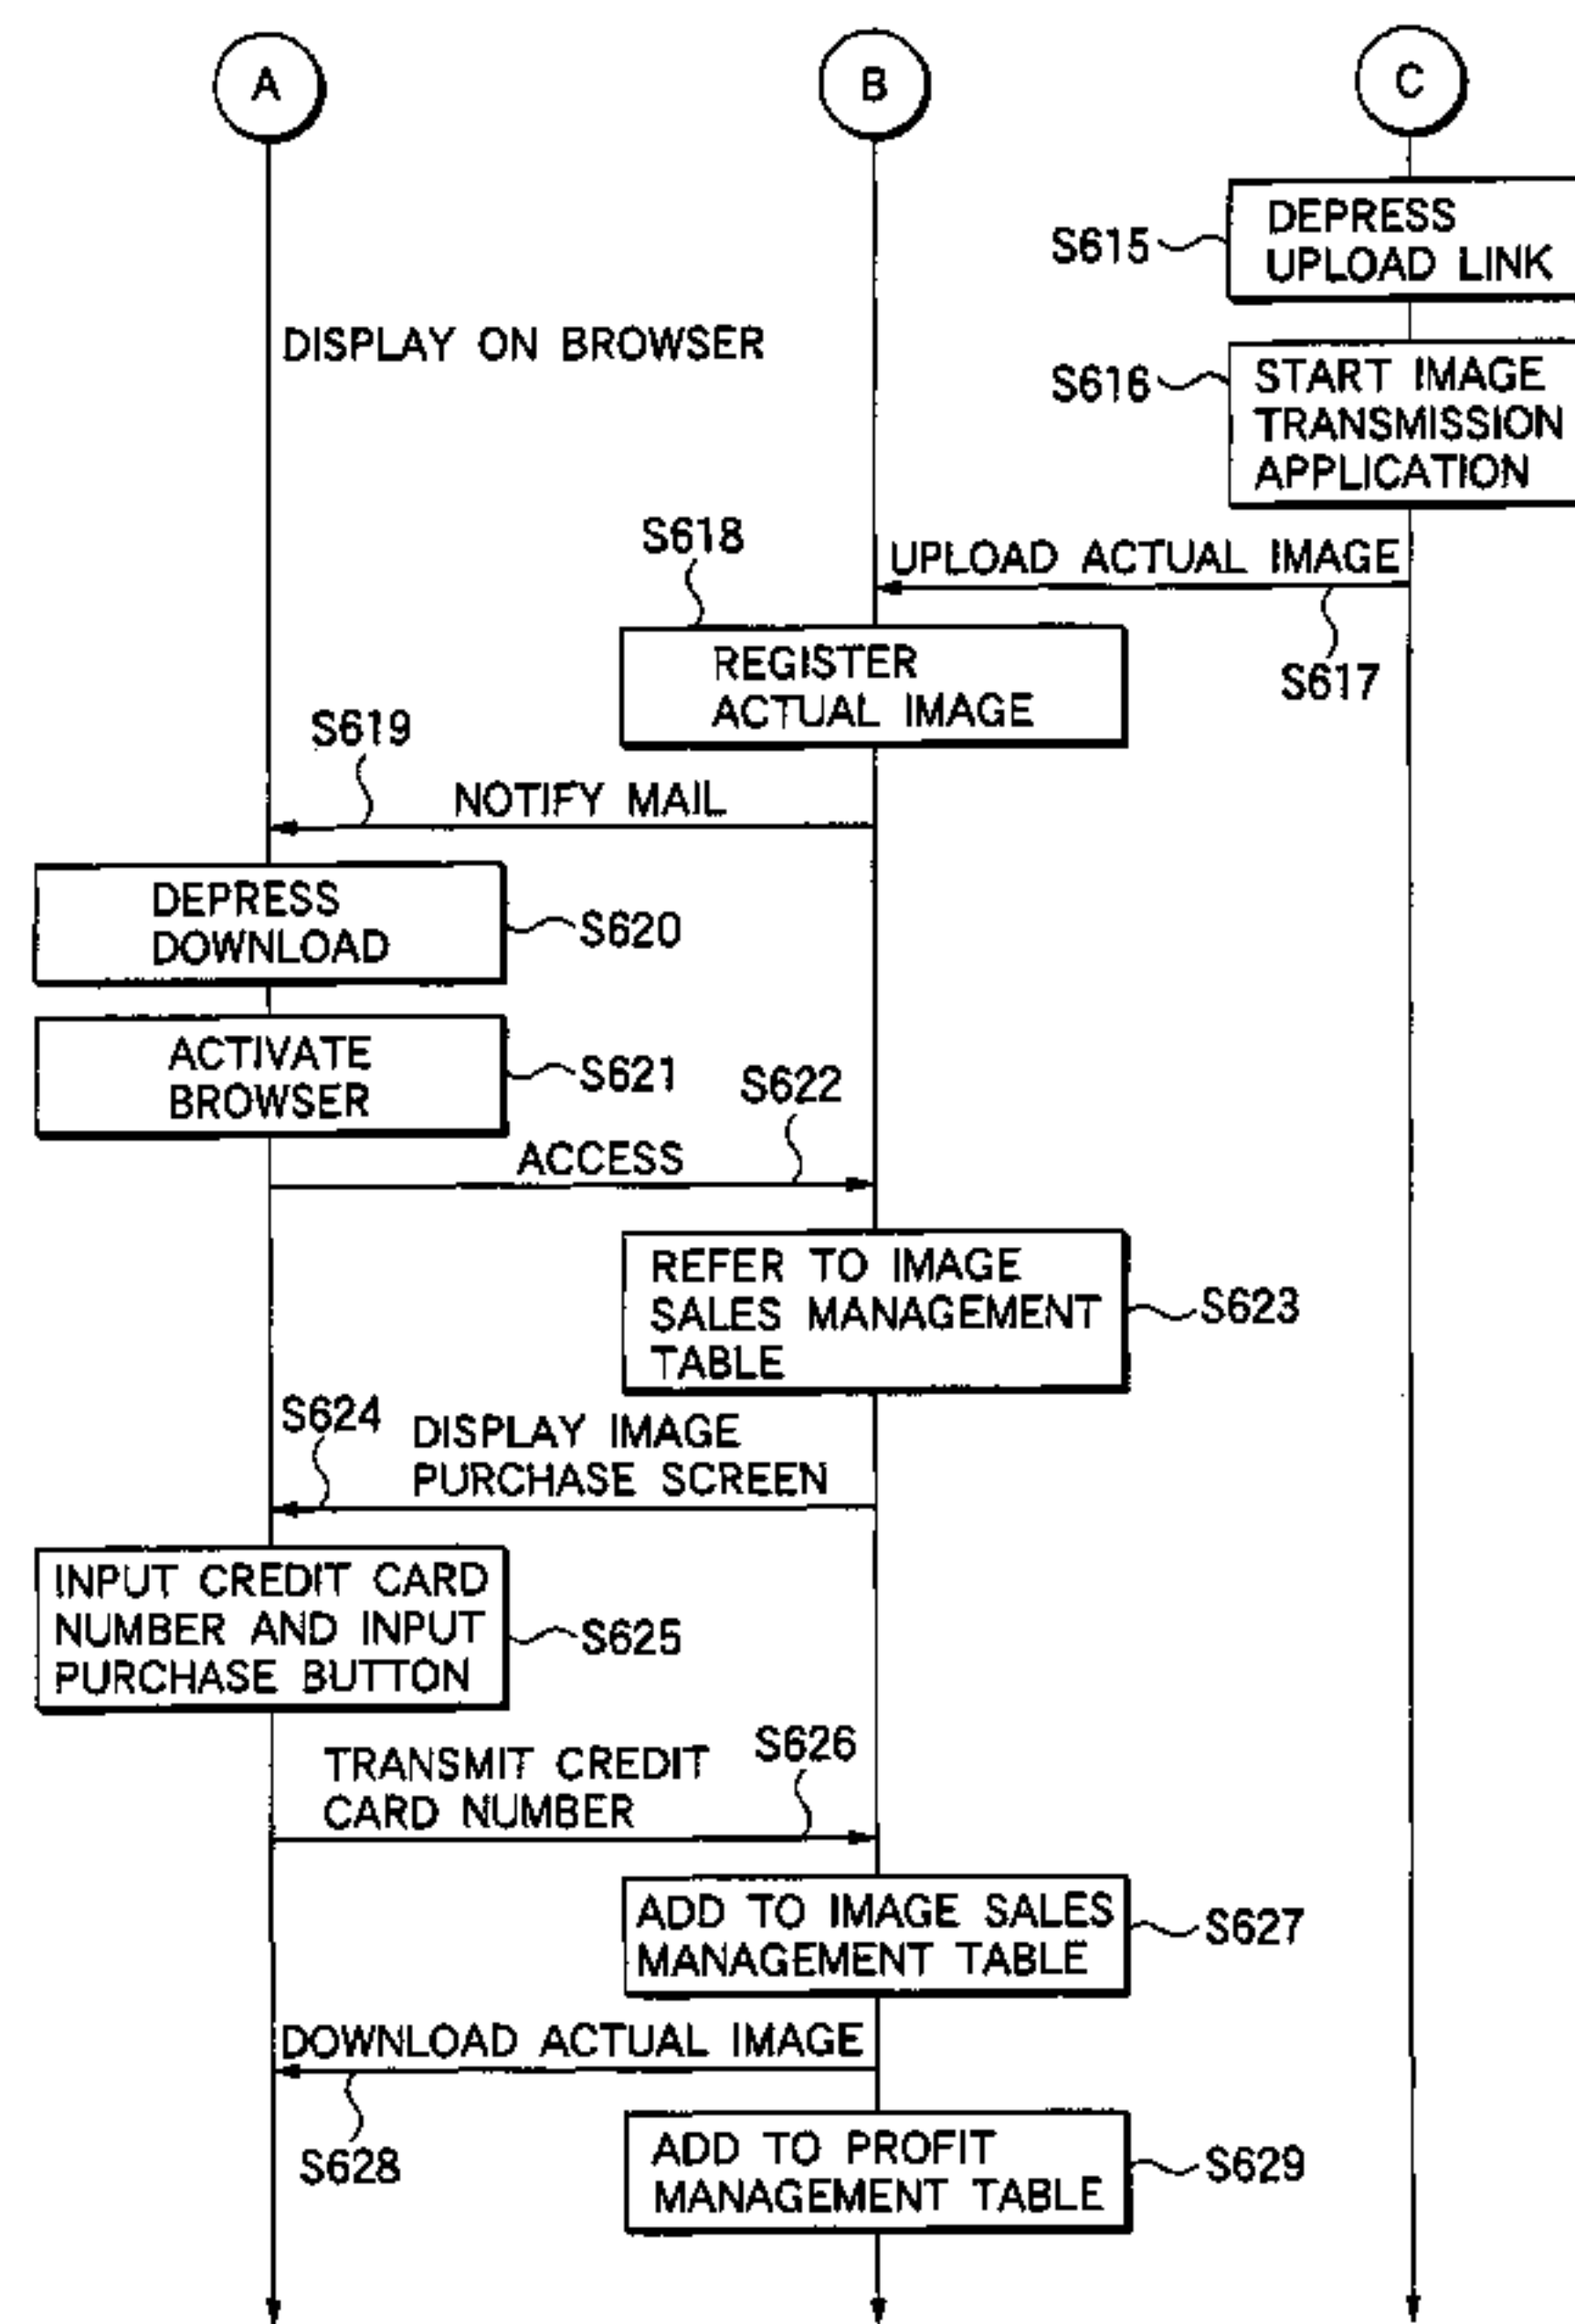 A
B
C
S615
DEPRESS
UPLOAD LINK
DISPLAY ON BROWSER
S616
START IMAGE
TRANSMISSION
APPLICATION
S618
UPLOAD ACTUAL IMAGE
S617
REGISTER
ACTUAL IMAGE
S619
NOTIFY MAIL
DEPRESS
DOWNLOAD
S620
ACTIVATE
BROWSER
S621
S622
ACCESS
REFER TO IMAGE
SALES MANAGEMENT
TABLE
S623
S624
DISPLAY IMAGE
PURCHASE SCREEN
INPUT CREDIT CARD
NUMBER AND INPUT
PURCHASE BUTTON
S625
S626
TRANSMIT CREDIT
CARD NUMBER
ADD TO IMAGE SALES
MANAGEMENT TABLE
S627
DOWNLOAD ACTUAL IMAGE
S628
ADD TO PROFIT
MANAGEMENT TABLE
S629